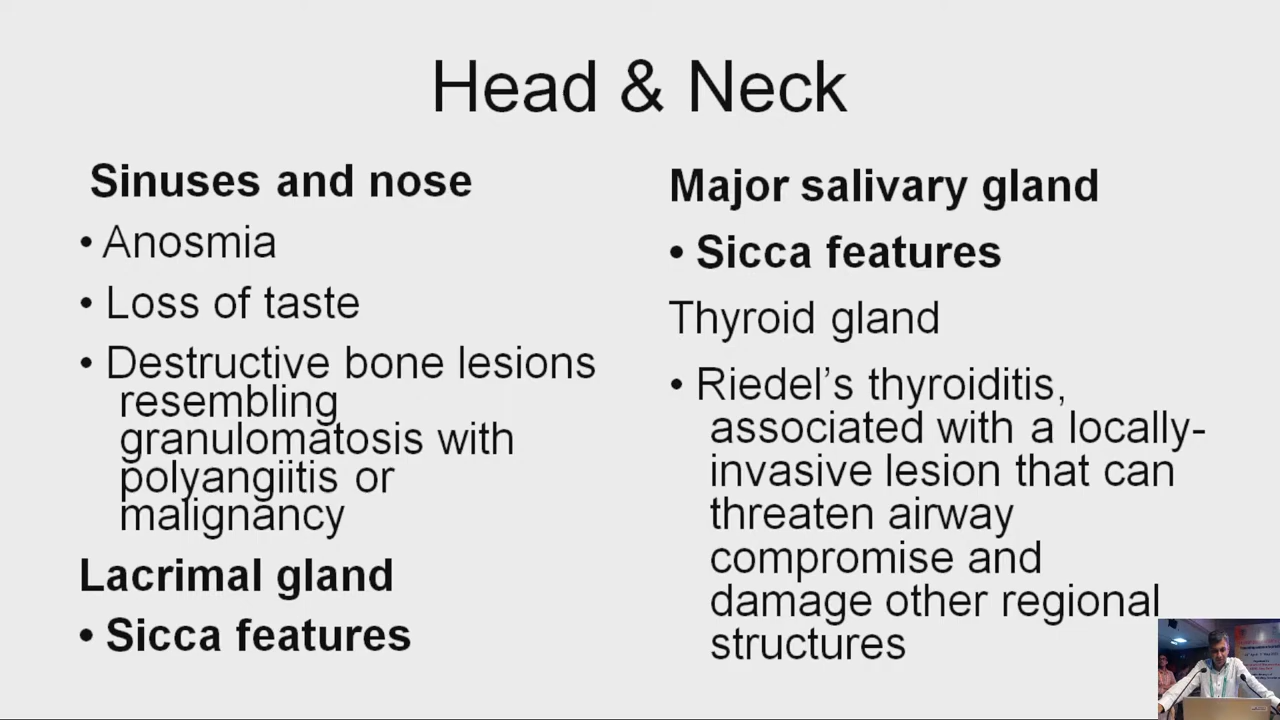 Head & Neck
Sinuses and nose
• Anosmia
• Loss of taste
• Destructive bone lesions
resembling
granulomatosis with
polyangiitis or
malignancy
Lacrimal gland
• Sicca features
Major salivary gland
• Sicca features
Thyroid gland
• Riedel’s thyroiditis,
associated with a locally-
invasive lesion that can
threaten airway
compromise and
damage other regional
structures